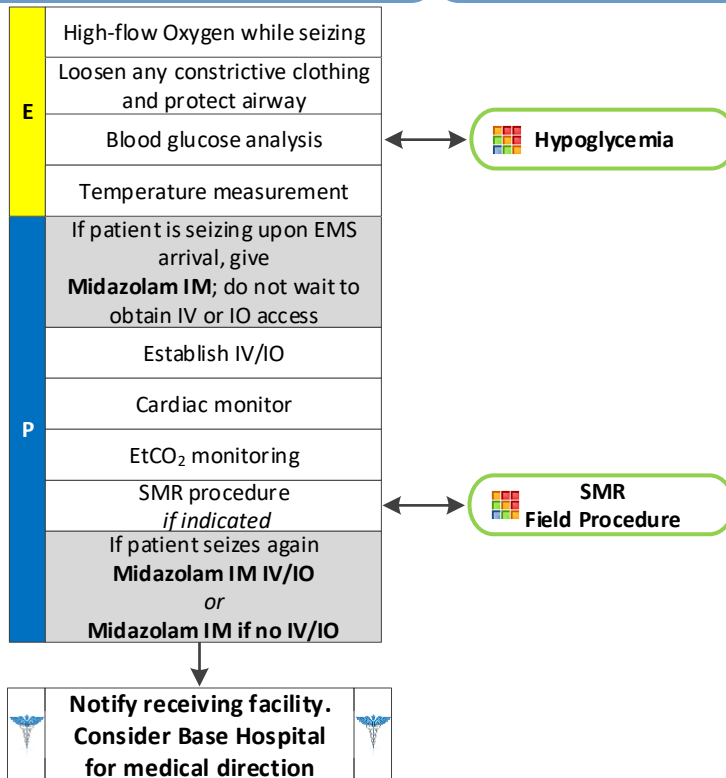 E
High-flow Oxygen while seizing
Loosen any constrictive clothing
and protect airway
Blood glucose analysis
Hypoglycemia
Temperature measurement
P
If patient is seizing upon EMS
arrival, give
Midazolam IM; do not wait to
obtain IV or IO access
Establish IV/IO
Cardiac monitor
EtCO₂ monitoring
SMR procedure
if indicated
SMR
Field Procedure
If patient seizes again
Midazolam IM IV/IO
or
Midazolam IM if no IV/IO
Notify receiving facility.
Consider Base Hospital
for medical direction